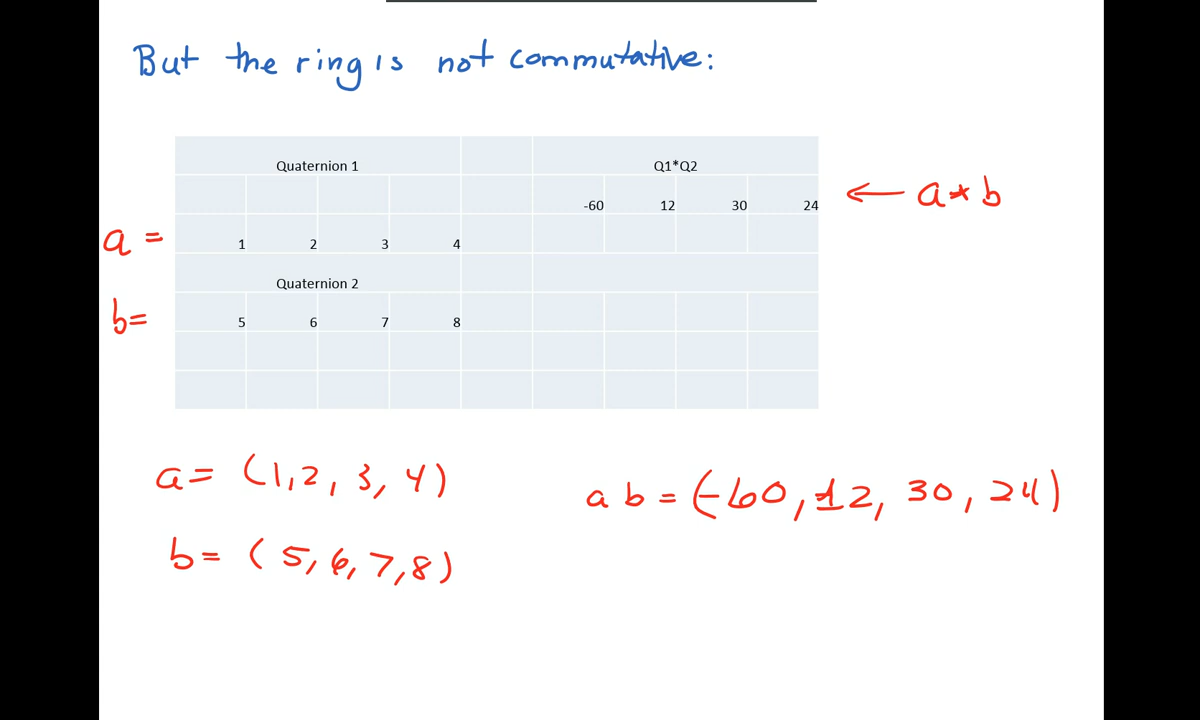 But the ring is not commutative:
Quaternion 1 Q1*Q2
-60 12 30 24 ← a*b
a = 1 2 3 4
Quaternion 2
b= 5 6 7 8
a = (1,2, 3, 4)
a b = (-60, 12, 30, 24)
b = ( 5, 6, 7, 8)